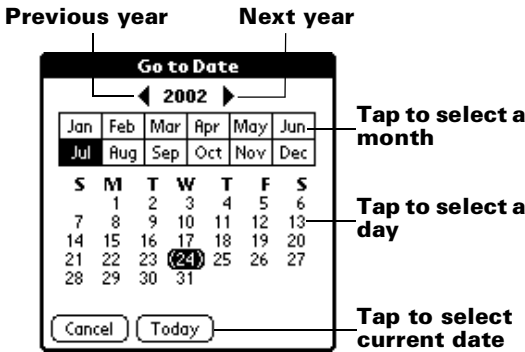 Previous year Next year
Go to Date
2002
Jan Feb Mar Apr May Jun
Jul Aug Sep Oct Nov Dec
Tap to select a
month
S M T W T F S
1 2 3 4 5 6
7 8 9 10 11 12 13
14 15 16 17 18 19 20
21 22 23 24 25 26 27
28 29 30 31
Tap to select a
day
Cancel Today
Tap to select
current date